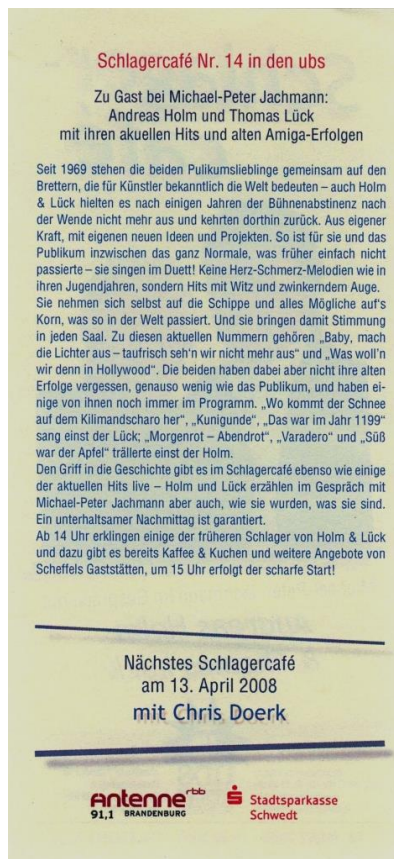 Schlagercafé Nr. 14 in den ubs
Zu Gast bei Michael-Peter Jachmann:
Andreas Holm und Thomas Lück
mit ihren akuellen Hits und alten Amiga-Erfolgen
Seit 1969 stehen die beiden Pulikumslieblinge gemeinsam auf den
Brettern, die für Künstler bekanntlich die Welt bedeuten – auch Holm
& Lück hielten es nach einigen Jahren der Bühnenabstinenz nach
der Wende nicht mehr aus und kehrten dorthin zurück. Aus eigener
Kraft, mit eigenen neuen Ideen und Projekten. So ist für sie und das
Publikum inzwischen das ganz Normale, was früher einfach nicht
passierte – sie singen im Duett! Keine Herz-Schmerz-Melodien wie in
ihren Jugendjahren, sondern Hits mit Witz und zwinkerndem Auge.
Sie nehmen sich selbst auf die Schippe und alles Mögliche auf's
Korn, was so in der Welt passiert. Und sie bringen damit Stimmung
in jeden Saal. Zu diesen aktuellen Nummern gehören „Baby, mach
die Lichter aus – taufrisch seh'n wir nicht mehr aus“ und „Was woll'n
wir denn in Hollywood“. Die beiden haben dabei aber nicht ihre alten
Erfolge vergessen, genauso wenig wie das Publikum, und haben ei-
nige von ihnen noch immer im Programm. „Wo kommt der Schnee
auf dem Kilimandscharo her“, „Kunigunde“, „Das war im Jahr 1199“
sang einst der Lück; „Morgenrot – Abendrot“, „Varadero“ und „Süß
war der Apfel“ trällerte einst der Holm.
Den Griff in die Geschichte gibt es im Schlagercafé ebenso wie einige
der aktuellen Hits live – Holm und Lück erzählen im Gespräch mit
Michael-Peter Jachmann aber auch, wie sie wurden, was sie sind.
Ein unterhaltsamer Nachmittag ist garantiert.
Ab 14 Uhr erklingen einige der früheren Schlager von Holm & Lück
und dazu gibt es bereits Kaffee & Kuchen und weitere Angebote von
Scheffels Gaststätten, um 15 Uhr erfolgt der scharfe Start!
Nächstes Schlagercafé
am 13. April 2008
mit Chris Doerk
Antenne rbb
91,1 BRANDENBURG
Stadtsparkasse
Schwedt